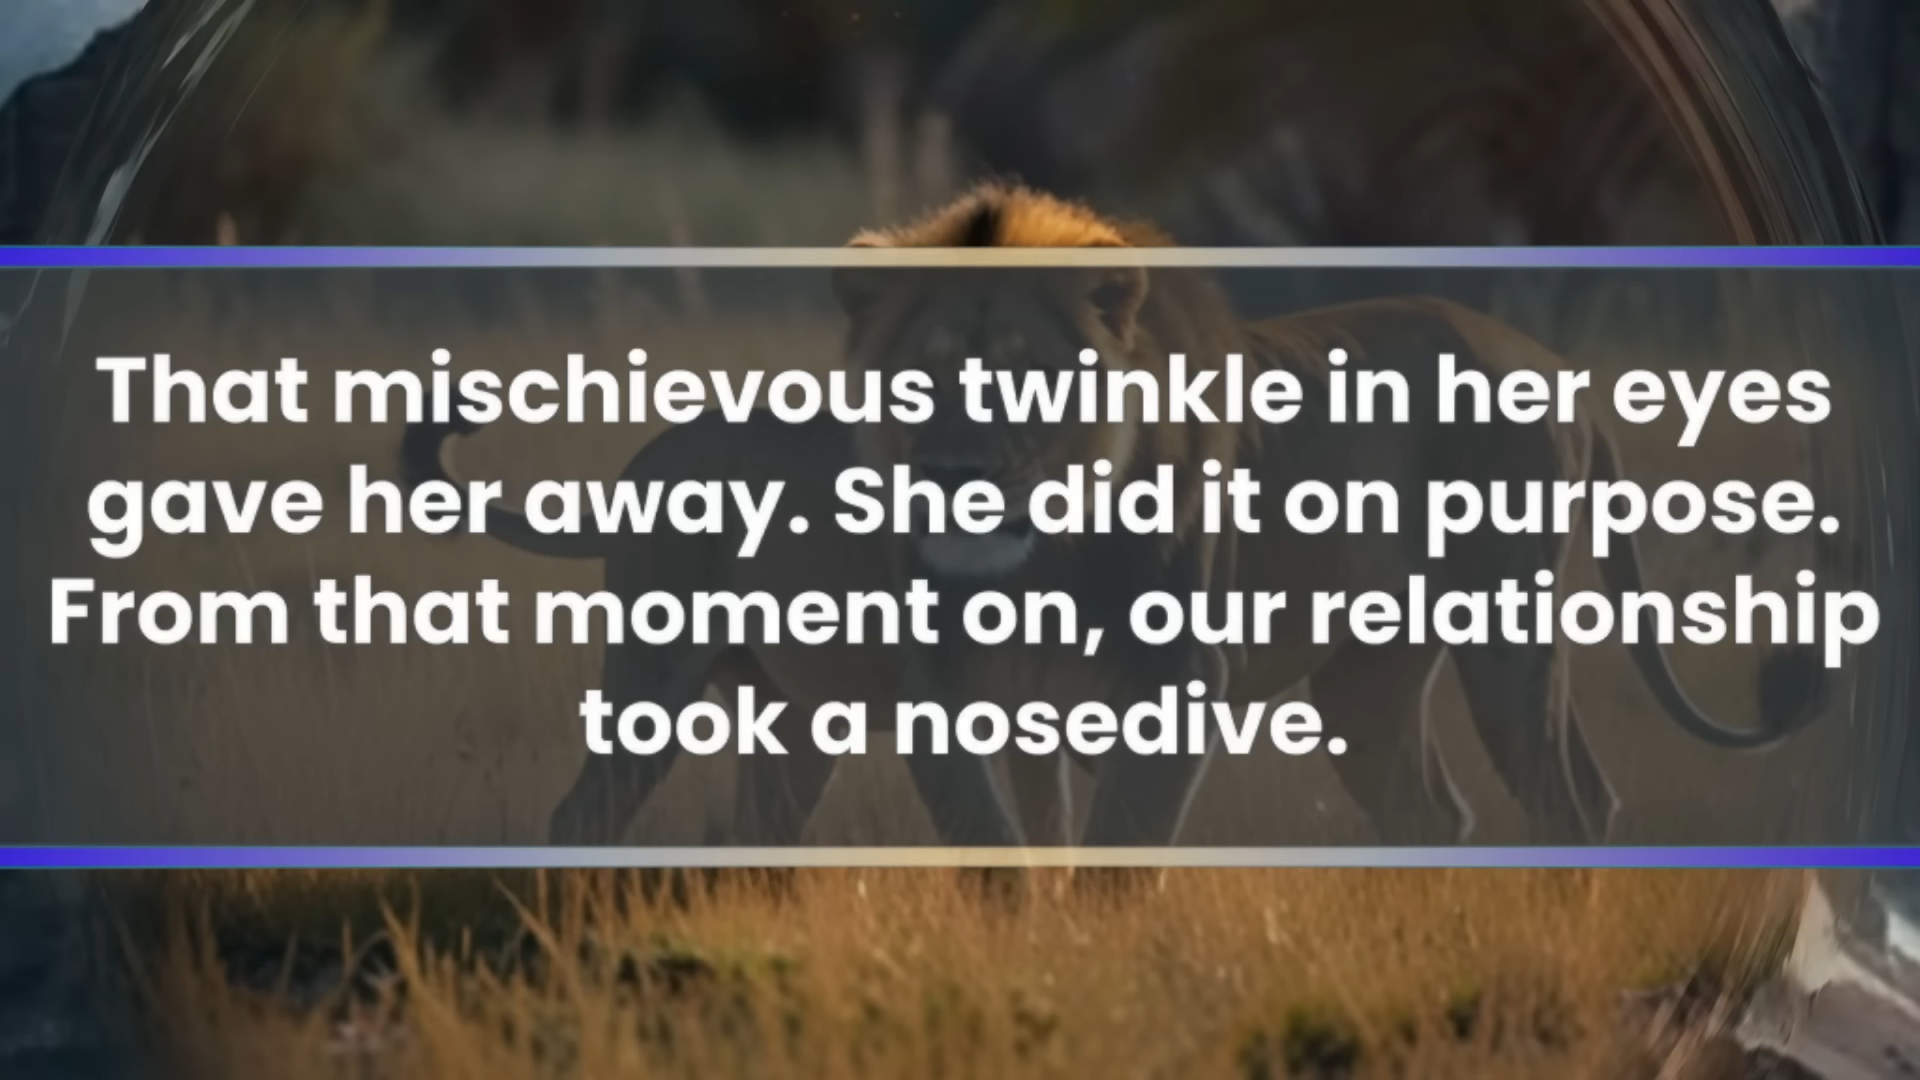 That mischievous twinkle in her eyes
gave her away. She did it on purpose.
From that moment on, our relationship
took a nosedive.